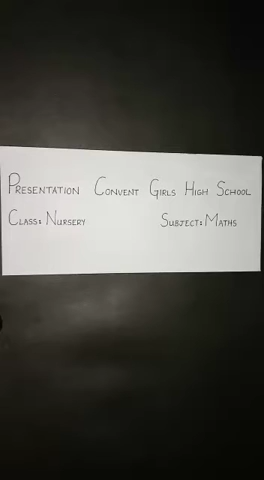 Presentation Convent Girls High School
Class: Nursery Subject: Maths